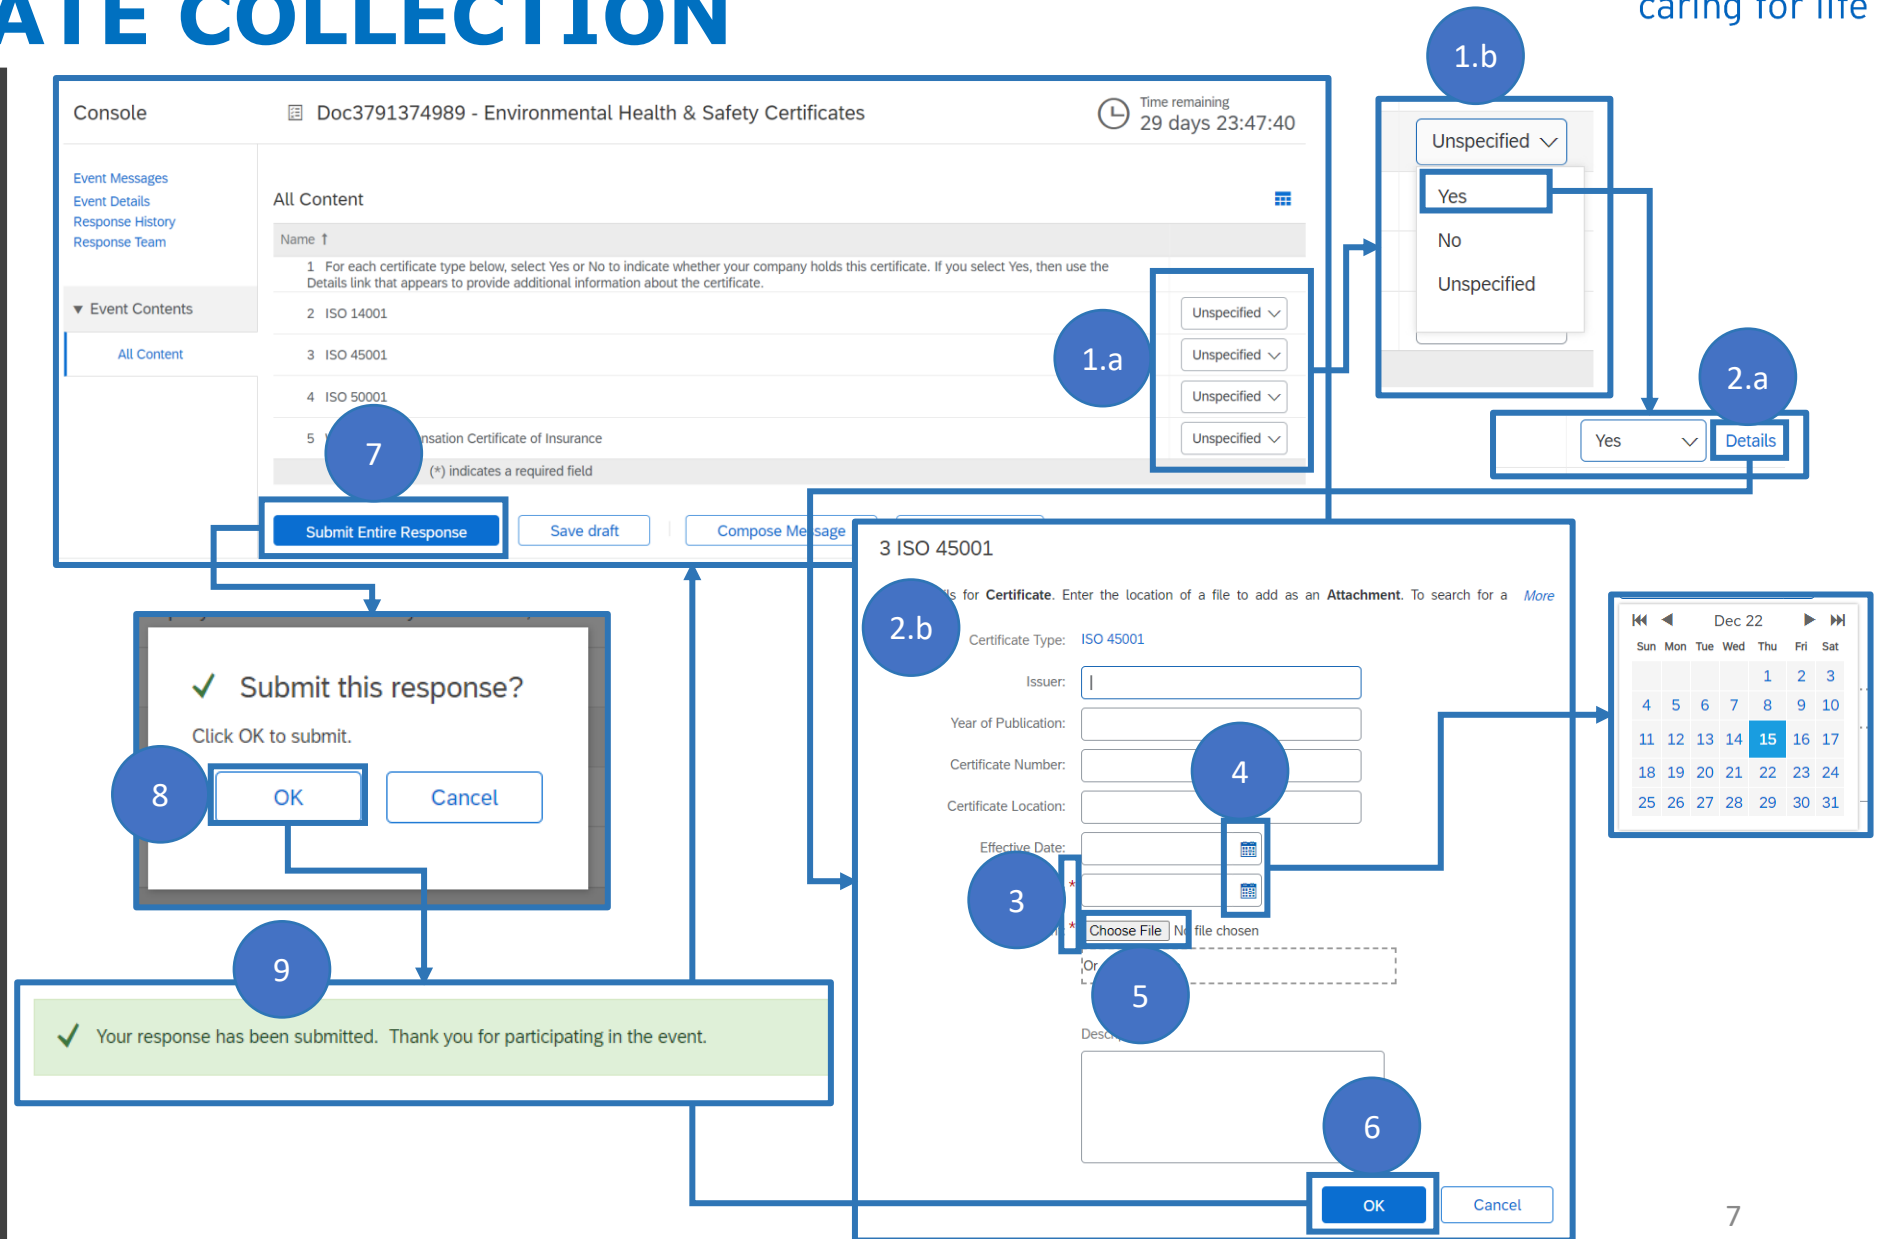 ATE COLLECTION
caring for life
1.b
Console
Doc3791374989 - Environmental Health & Safety Certificates
Time remaining
29 days 23:47:40
Event Messages
Event Details
Response History
Response Team
All Content
Name ↑
1 For each certificate type below, select Yes or No to indicate whether your company holds this certificate. If you select Yes, then use the
Details link that appears to provide additional information about the certificate.
▼ Event Contents
All Content
2 ISO 14001
Unspecified
3 ISO 45001
Unspecified
4 ISO 50001
Unspecified
5
Certificate of Insurance
Unspecified
(*) indicates a required field
1.a
7
Submit Entire Response
Save draft
Compose Message
Unspecified
Yes
No
Unspecified
2.a
Yes
Details
3 ISO 45001
for Certificate. Enter the location of a file to add as an Attachment. To search for a More
2.b
Certificate Type: ISO 45001
Issuer:
Year of Publication:
Certificate Number:
Certificate Location:
Effective Date:
*
*
Choose File No file chosen
Or
3
4
5
6
OK
Cancel
Dec 22
Sun Mon Tue Wed Thu Fri Sat
1 2 3
4 5 6 7 8 9 10
11 12 13 14 15 16 17
18 19 20 21 22 23 24
25 26 27 28 29 30 31
Submit this response?
Click OK to submit.
8
OK
Cancel
9
Your response has been submitted. Thank you for participating in the event.
7